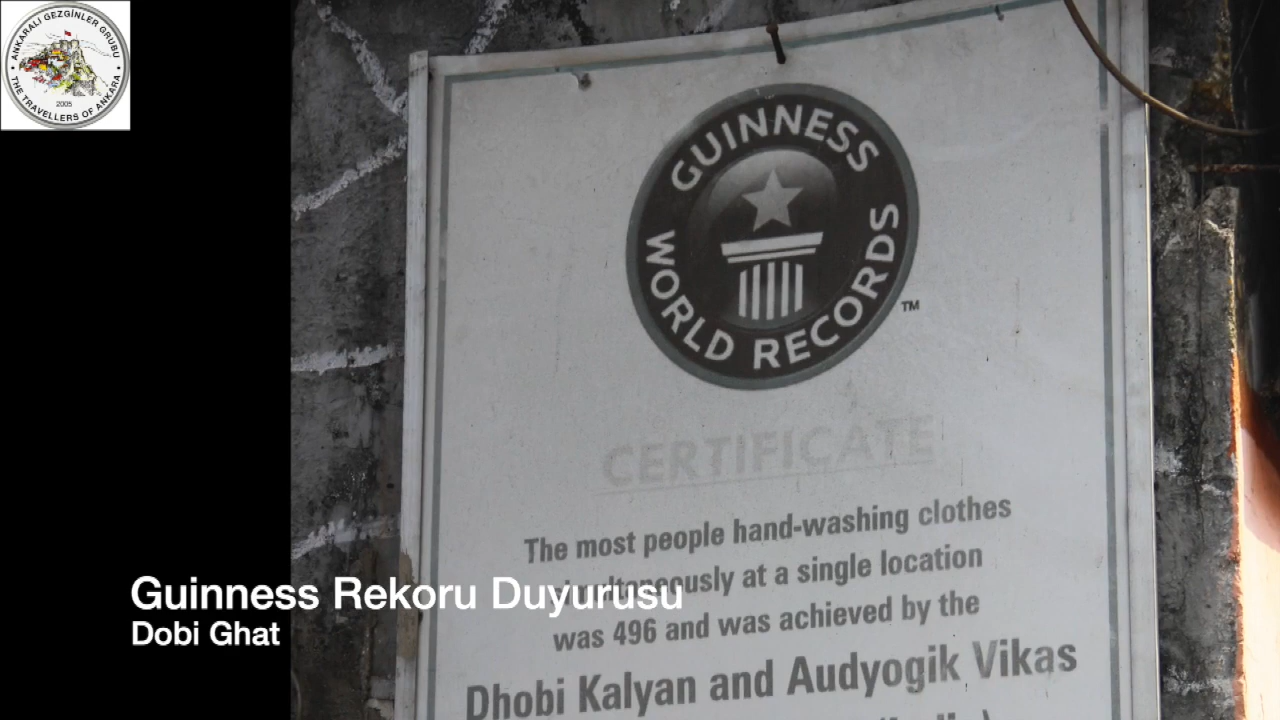 ANKARALI GEZGİNLER GRUBU
THE TRAVELLERS OF ANKARA
2005
GUINNESS
WORLD RECORDS
TM
CERTIFICATE
The most people hand-washing clothes
simultaneously at a single location
was 496 and was achieved by the
Dhobi Kalyan and Audyogik Vikas
Guinness Rekoru Duyurusu
Dobi Ghat